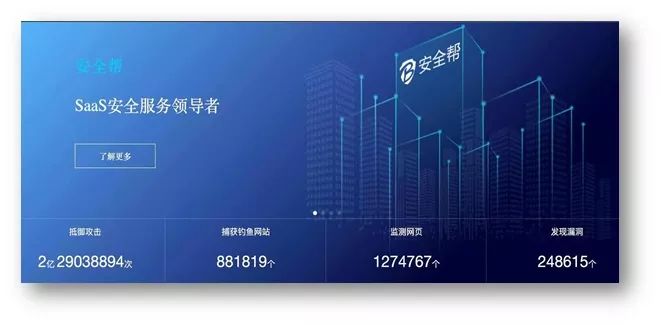 安全帮
安全帮
SaaS安全服务领导者
了解更多
抵御攻击
捕获钓鱼网站
监测网页
发现漏洞
2亿29038894次
881819个
1274767个
248615个